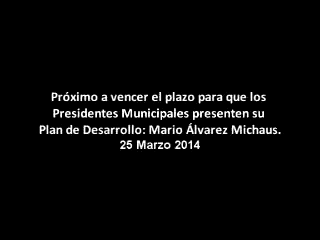 Próximo a vencer el plazo para que los
Presidentes Municipales presenten su
Plan de Desarrollo: Mario Álvarez Michaus.
25 Marzo 2014